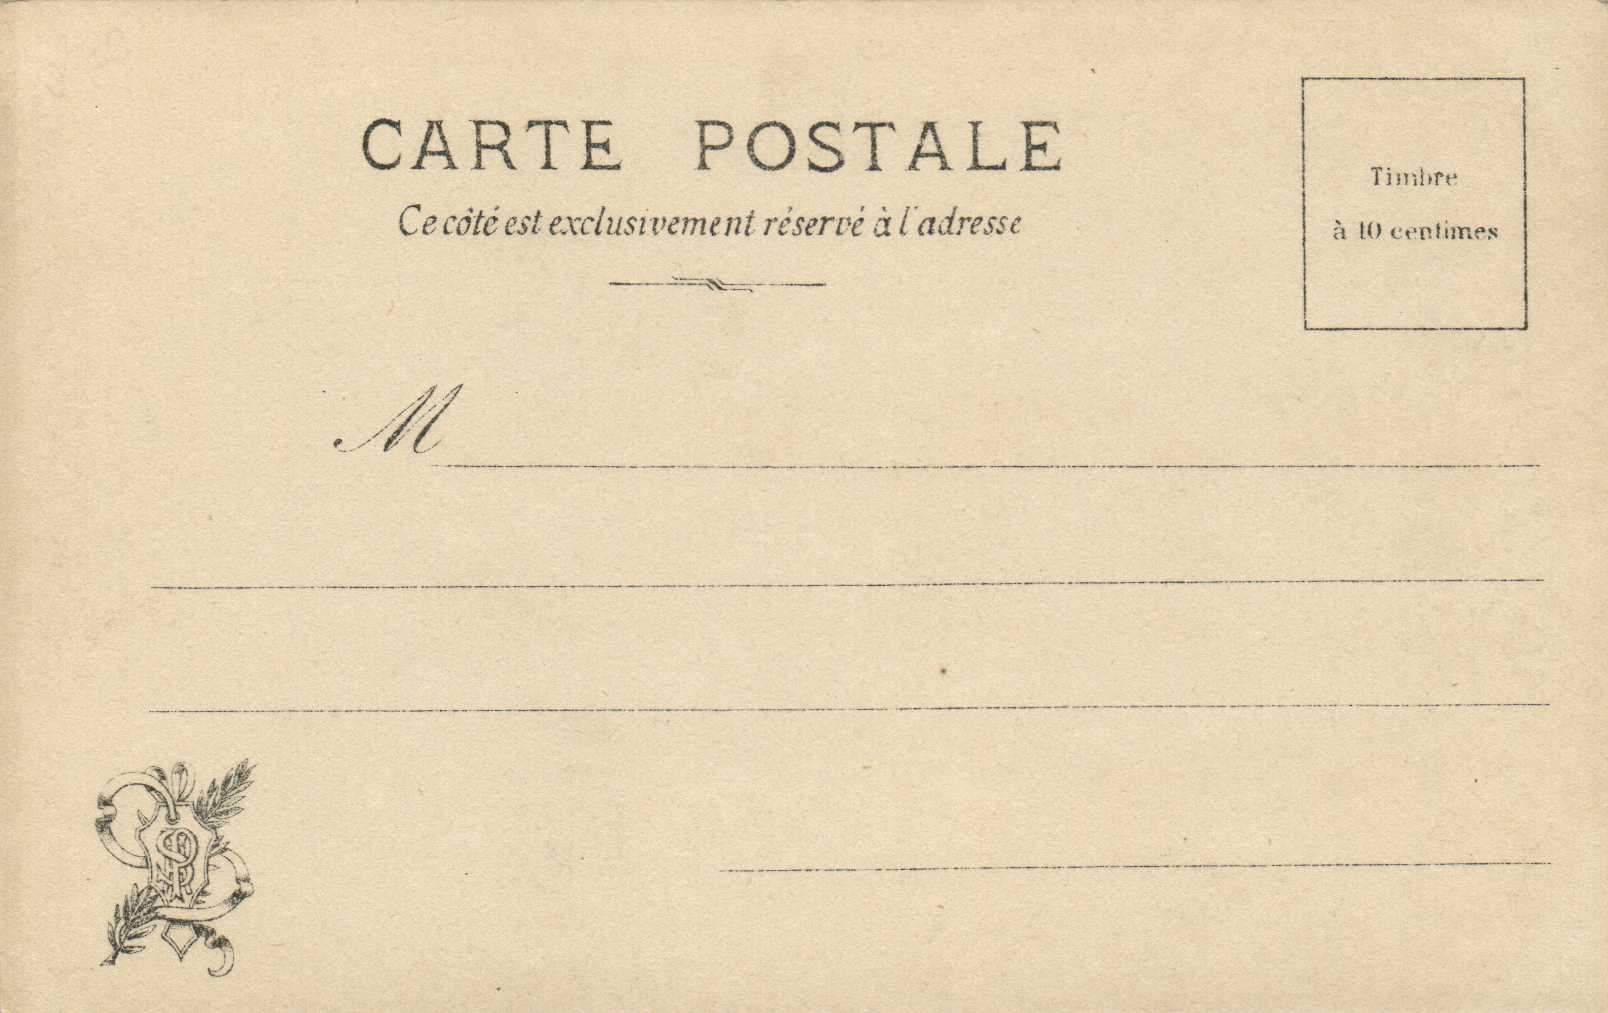 CARTE POSTALE
Ce côté est exclusivement réservé à l'adresse
Timbre
à 10 centimes
M